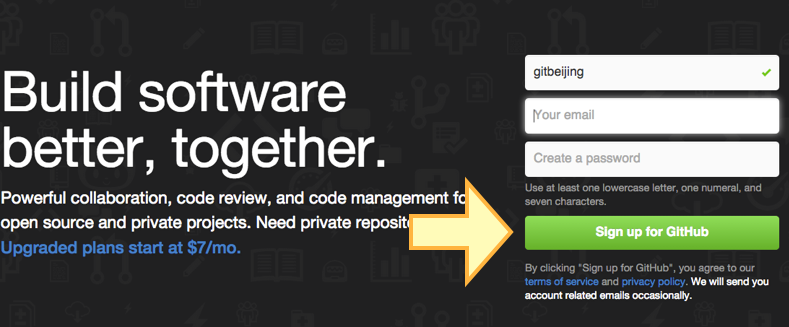 Build software
better, together.
Powerful collaboration, code review, and code management fo
open source and private projects. Need private reposit
Upgraded plans start at $7/mo.
gitbeijing
Your email
Create a password
Use at least one lowercase letter, one numeral, and
seven characters.
Sign up for GitHub
By clicking "Sign up for GitHub", you agree to our
terms of service and privacy policy. We will send you
account related emails occasionally.